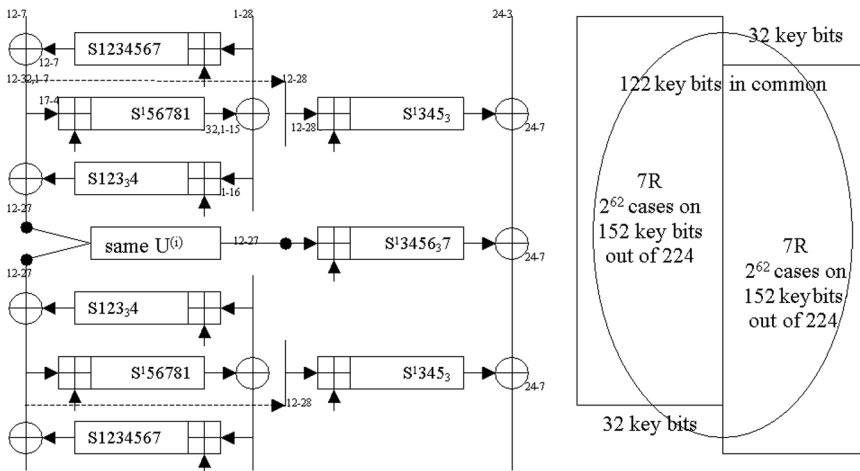 12-7
1-28
24-3
S1234567
12-7
32 key bits
12-32,1-7
12-28
122 key bits in common
17-4
S¹56781
32,1-15
12-28
S¹345₃
24-7
S123₃4
1-16
7R
2⁶² cases on
152 key bits
out of 224
12-27
same U⁽ⁱ⁾
12-27
S¹3456₃7
24-7
7R
2⁶² cases on
152 key bits
out of 224
12-27
S123₃4
S¹56781
S¹345₃
24-7
12-28
32 key bits
S1234567